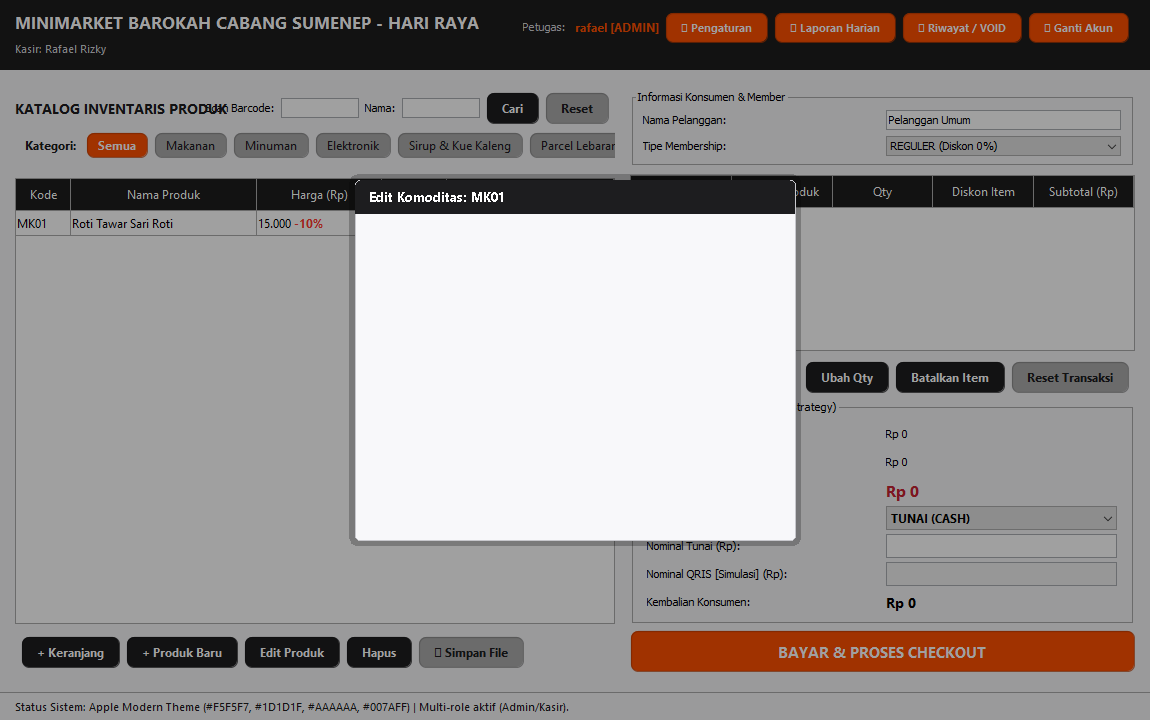 MINIMARKET BAROKAH CABANG SUMENEP - HARI RAYA
Kasir: Rafael Rizky
Petugas: rafael [ADMIN]
Pengaturan
Laporan Harian
Riwayat / VOID
Ganti Akun
KATALOG INVENTARIS PRODUK
Barcode:
Nama:
Cari
Reset
Kategori:
Semua
Makanan
Minuman
Elektronik
Sirup & Kue Kaleng
Parcel Lebaran
Kode
Nama Produk
Harga (Rp)
MK01
Roti Tawar Sari Roti
15.000 -10%
Edit Komoditas: MK01
+ Keranjang
+ Produk Baru
Edit Produk
Hapus
Simpan File
Informasi Konsumen & Member
Nama Pelanggan:
Pelanggan Umum
Tipe Membership:
REGULER (Diskon 0%)
duk
Qty
Diskon Item
Subtotal (Rp)
Ubah Qty
Batalkan Item
Reset Transaksi
trategy)
Rp 0
Rp 0
Rp 0
TUNAI (CASH)
Nominal Tunai (Rp):
Nominal QRIS [Simulasi] (Rp):
Kembalian Konsumen:
Rp 0
BAYAR & PROSES CHECKOUT
Status Sistem: Apple Modern Theme (#F5F5F7, #1D1D1F, #AAAAAA, #007AFF) | Multi-role aktif (Admin/Kasir).